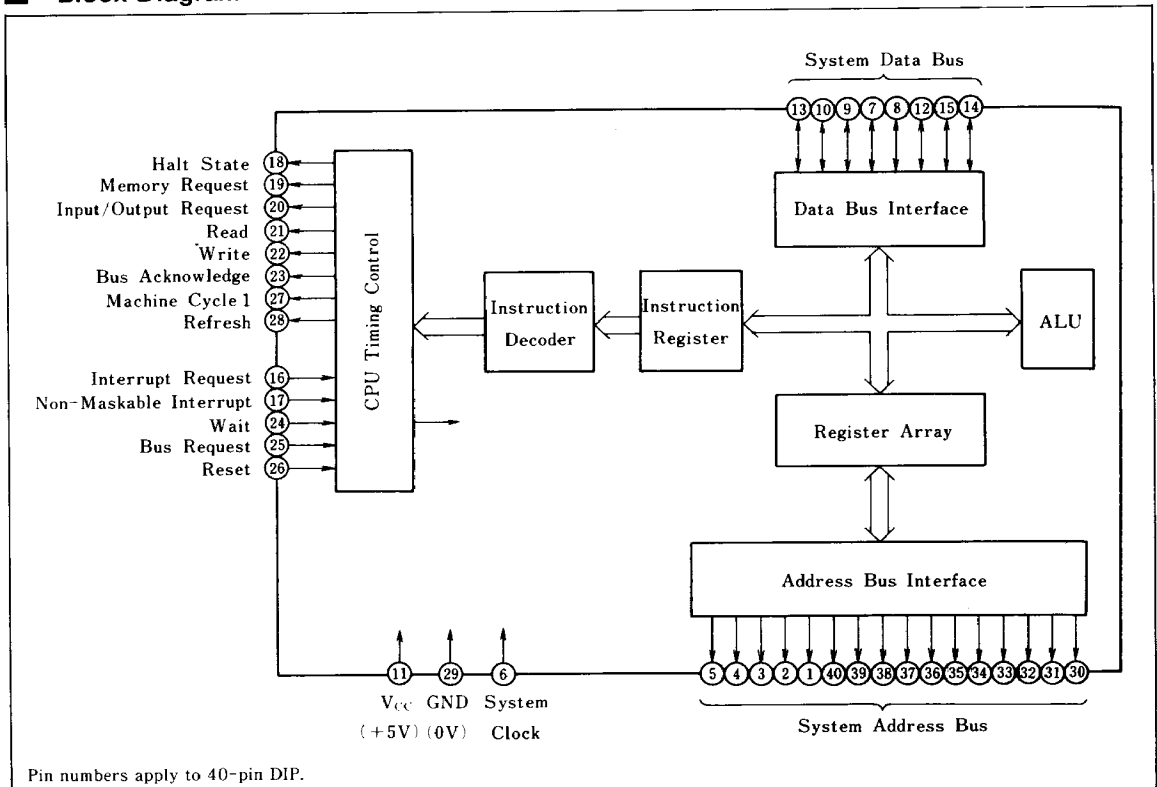 Block Diagram
System Data Bus
13 10 9 7 8 12 15 14
Halt State 18
Memory Request 19
Input/Output Request 20
Read 21
Write 22
Bus Acknowledge 23
Machine Cycle 1 27
Refresh 28
Interrupt Request 16
Non-Maskable Interrupt 17
Wait 24
Bus Request 25
Reset 26
CPU Timing Control
Instruction
Decoder
Instruction
Register
Data Bus Interface
ALU
Register Array
Address Bus Interface
11 29 6
VCC GND System
(+5V) (0V) Clock
5 4 3 2 1 40 39 38 37 36 35 34 33 32 31 30
System Address Bus
Pin numbers apply to 40-pin DIP.